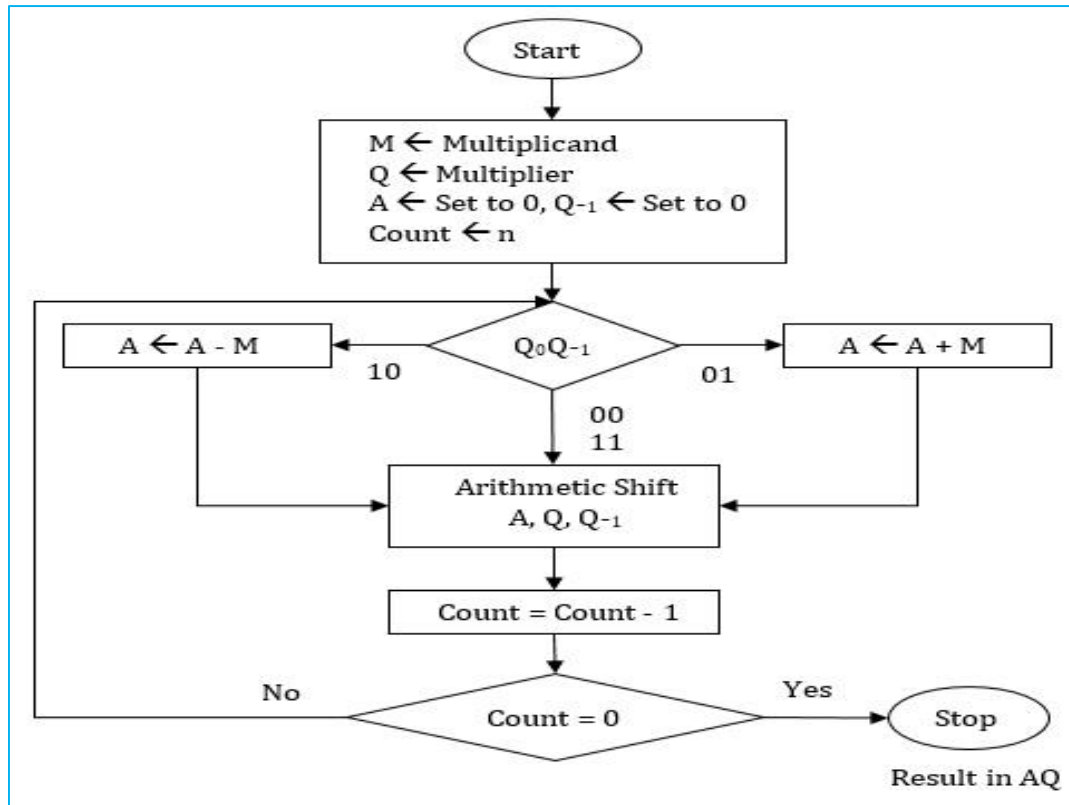 Start
M ← Multiplicand
Q ← Multiplier
A ← Set to 0, Q₋₁ ← Set to 0
Count ← n
A ← A - M
Q₀Q₋₁
A ← A + M
10
01
00
11
Arithmetic Shift
A, Q, Q₋₁
Count = Count - 1
No
Yes
Count = 0
Stop
Result in AQ